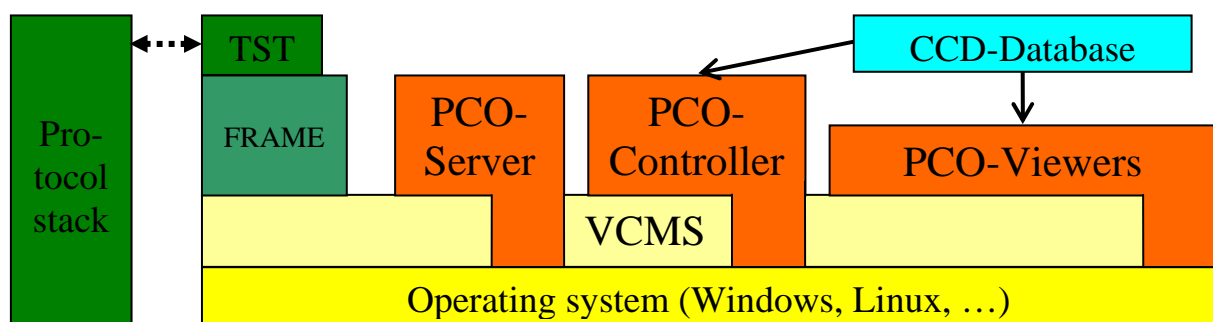 Pro-
tocol
stack
TST
FRAME
PCO-
Server
PCO-
Controller
CCD-Database
PCO-Viewers
VCMS
Operating system (Windows, Linux, …)